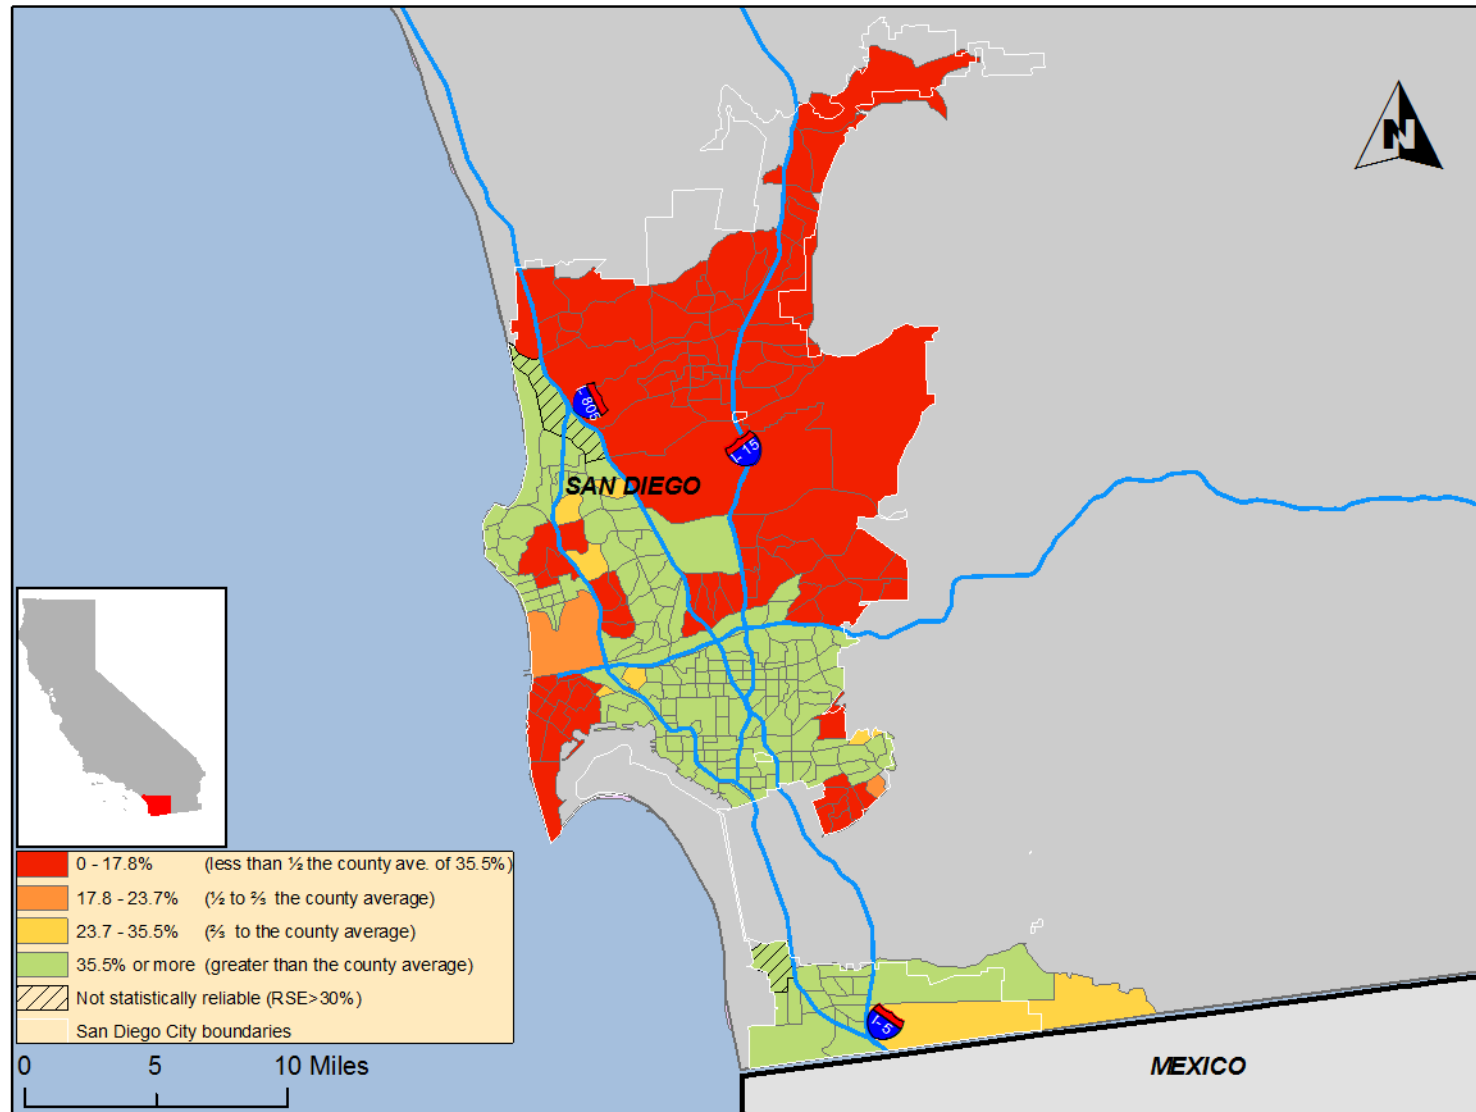 N
I-805
I-15
SAN DIEGO
0 - 17.8% (less than ½ the county ave. of 35.5%)
17.8 - 23.7% (½ to ⅔ the county average)
23.7 - 35.5% (⅔ to the county average)
35.5% or more (greater than the county average)
Not statistically reliable (RSE>30%)
San Diego City boundaries
I-5
0 5 10 Miles
MEXICO